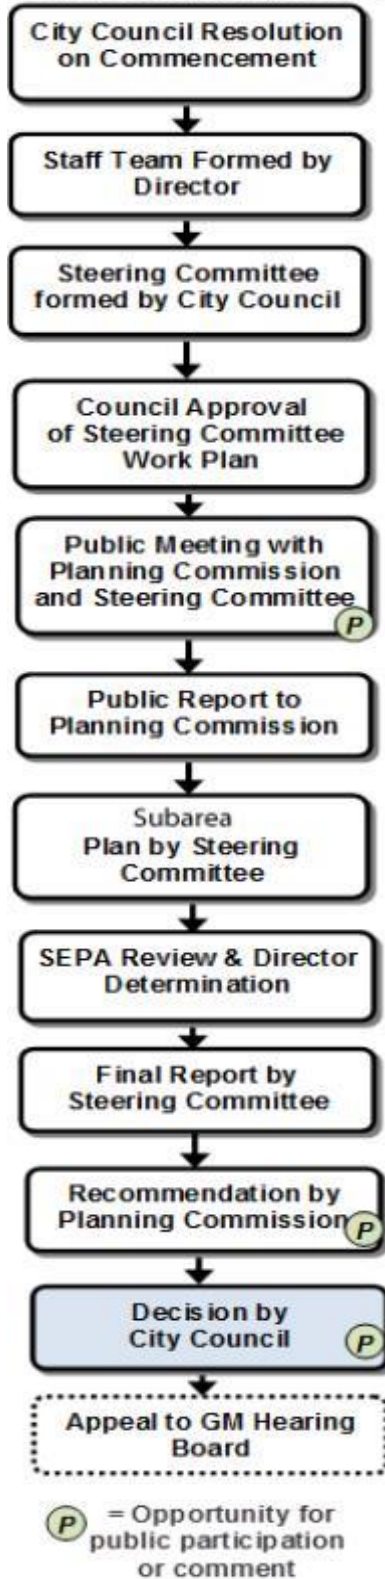 City Council Resolution
on Commencement
Staff Team Formed by
Director
Steering Committee
formed by City Council
Council Approval
of Steering Committee
Work Plan
Public Meeting with
Planning Commission
and Steering Committee
P
Public Report to
Planning Commission
Subarea
Plan by Steering
Committee
SEPA Review & Director
Determination
Final Report by
Steering Committee
Recommendation by
Planning Commission
P
Decision by
City Council
P
Appeal to GM Hearing
Board
P = Opportunity for
public participation
or comment